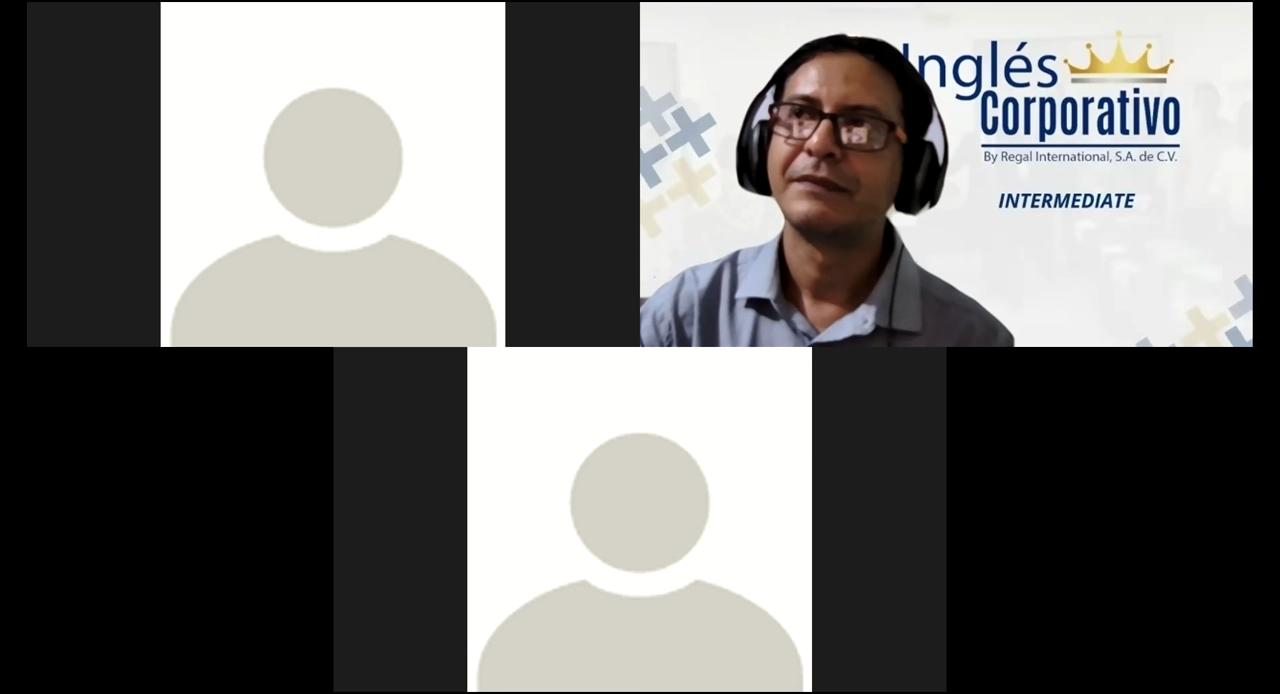 Inglés
Corporativo
By Regal International, S.A. de C.V.
INTERMEDIATE